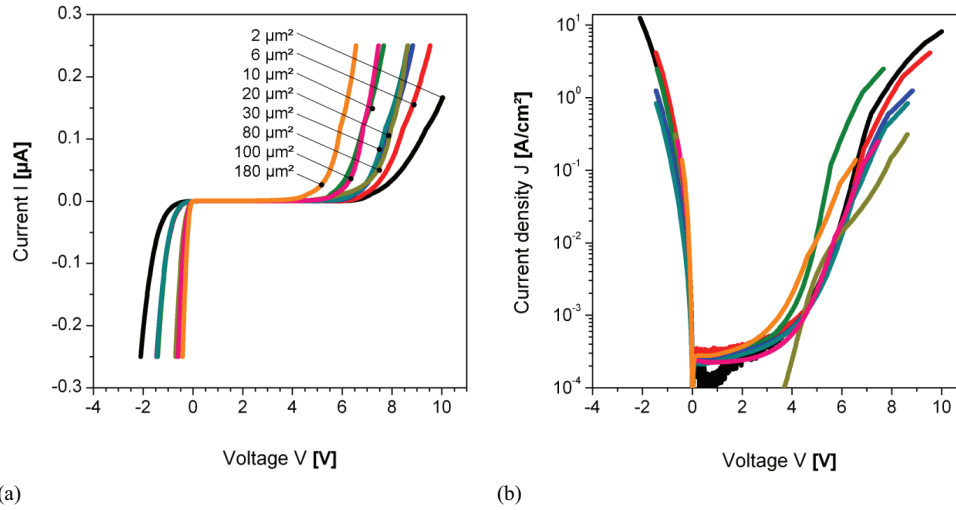 0.3
0.2
0.1
0.0
-0.1
-0.2
-0.3
Current I [µA]
2 µm²
6 µm²
10 µm²
20 µm²
30 µm²
80 µm²
100 µm²
180 µm²
-4 -2 0 2 4 6 8 10
Voltage V [V]
(a)
10¹
10⁰
10⁻¹
10⁻²
10⁻³
10⁻⁴
Current density J [A/cm²]
-4 -2 0 2 4 6 8 10
Voltage V [V]
(b)